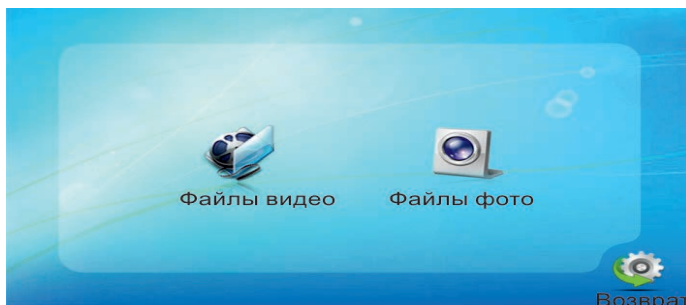 Файлы видео
Файлы фото
Возврат